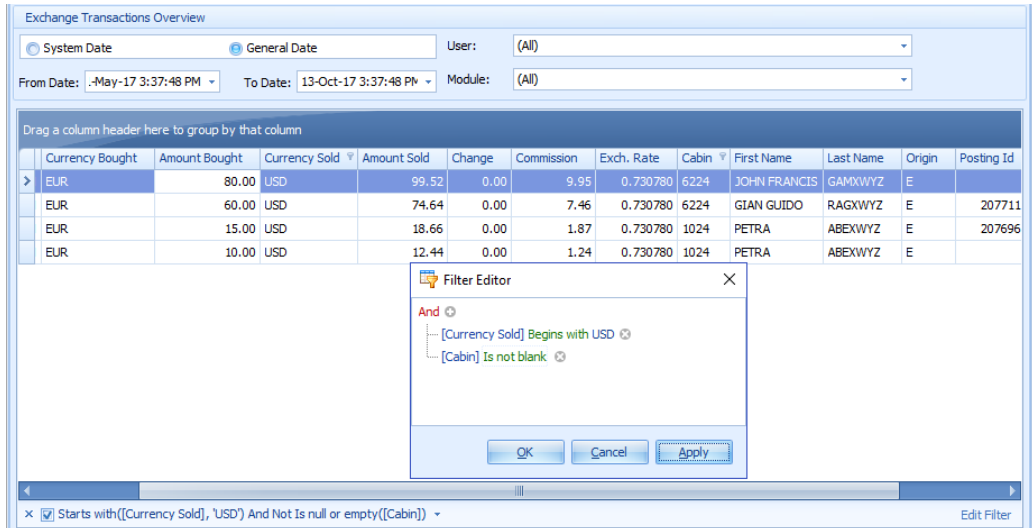 Exchange Transactions Overview
System Date General Date User: (All)
From Date: .-May-17 3:37:48 PM To Date: 13-Oct-17 3:37:48 PM Module: (All)
Drag a column header here to group by that column
Currency Bought Amount Bought Currency Sold Amount Sold Change Commission Exch. Rate Cabin First Name Last Name Origin Posting Id
EUR 80.00 USD 99.52 0.00 9.95 0.730780 6224 JOHN FRANCIS GAMXWYZ E
EUR 60.00 USD 74.64 0.00 7.46 0.730780 6224 GIAN GUIDO RAGXWYZ E 207711
EUR 15.00 USD 18.66 0.00 1.87 0.730780 1024 PETRA ABEXWYZ E 207696
EUR 10.00 USD 12.44 0.00 1.24 0.730780 1024 PETRA ABEXWYZ E
Filter Editor
And
[Currency Sold] Begins with USD
[Cabin] Is not blank
OK Cancel Apply
Starts with([Currency Sold], 'USD') And Not Is null or empty([Cabin]) Edit Filter